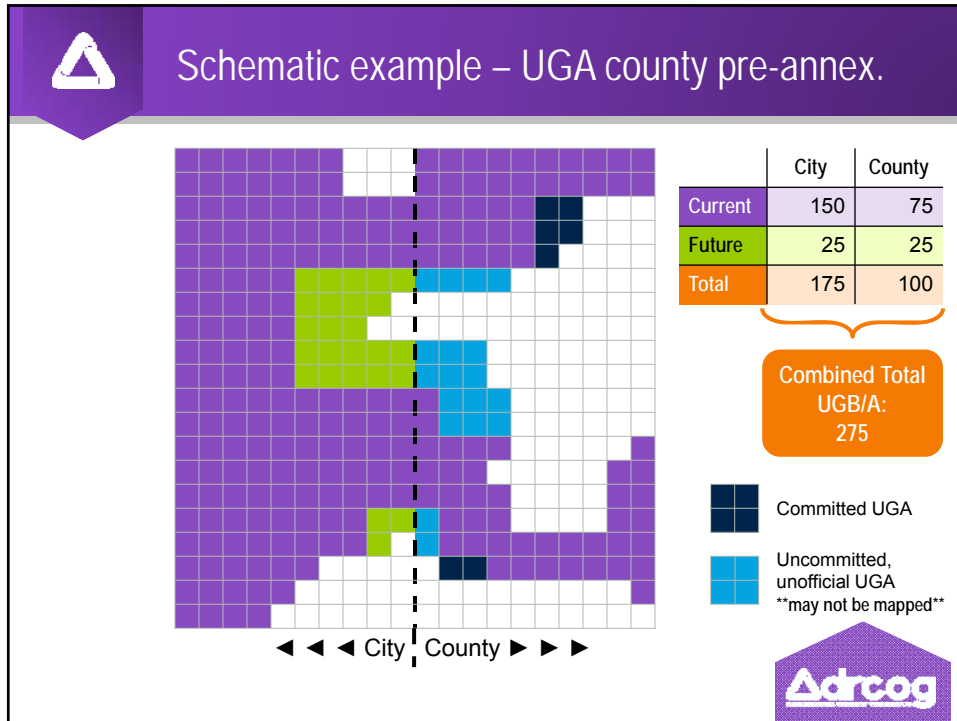 Schematic example – UGA county pre-annex.
City County
Current 150 75
Future 25 25
Total 175 100
Combined Total
UGB/A:
275
Committed UGA
Uncommitted,
unofficial UGA
**may not be mapped**
◄ ◄ ◄ City County ► ► ►
drcog